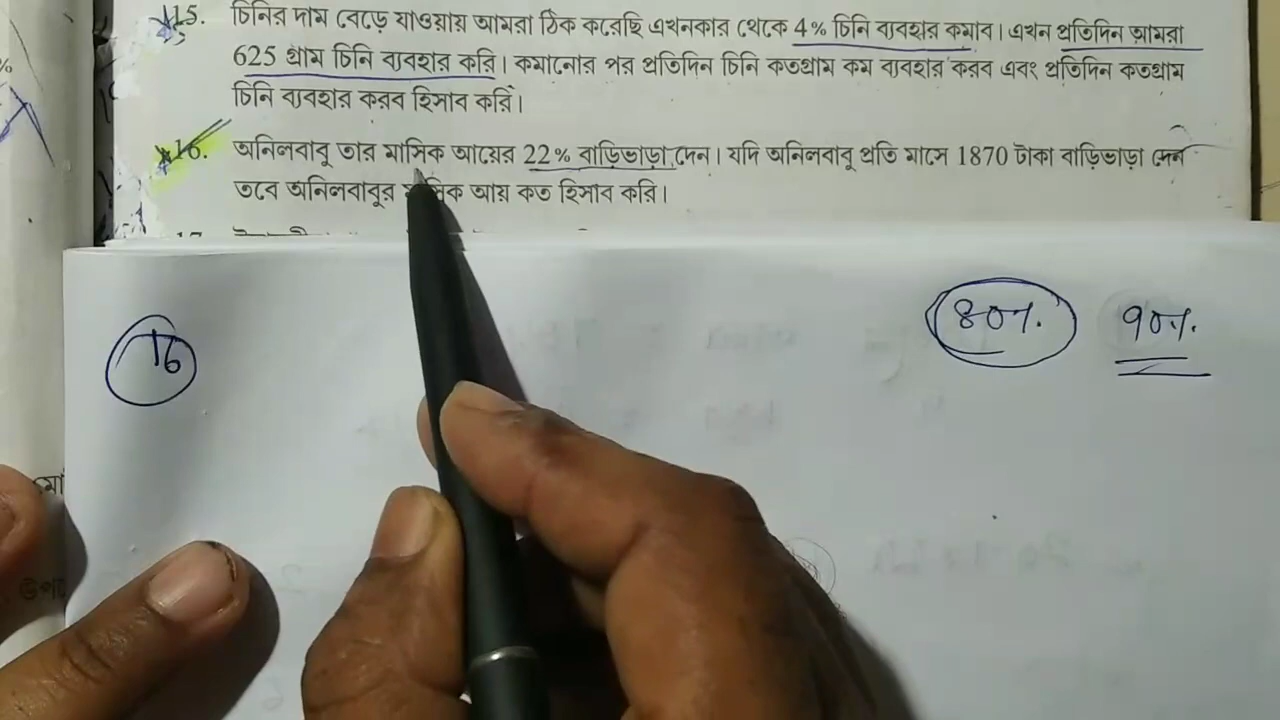 15. চিনির দাম বেড়ে যাওয়ায় আমরা ঠিক করেছি এখনকার থেকে 4% চিনি ব্যবহার কমাব। এখন প্রতিদিন আমরা
625 গ্রাম চিনি ব্যবহার করি। কমানোর পর প্রতিদিন চিনি কতগ্রাম কম ব্যবহার করব এবং প্রতিদিন কতগ্রাম
চিনি ব্যবহার করব হিসাব করি।
16. অনিলবাবু তার মাসিক আয়ের 22% বাড়িভাড়া দেন। যদি অনিলবাবু প্রতি মাসে 1870 টাকা বাড়িভাড়া দেন
তবে অনিলবাবুর মাসিক আয় কত হিসাব করি।
16
80%. 90%.